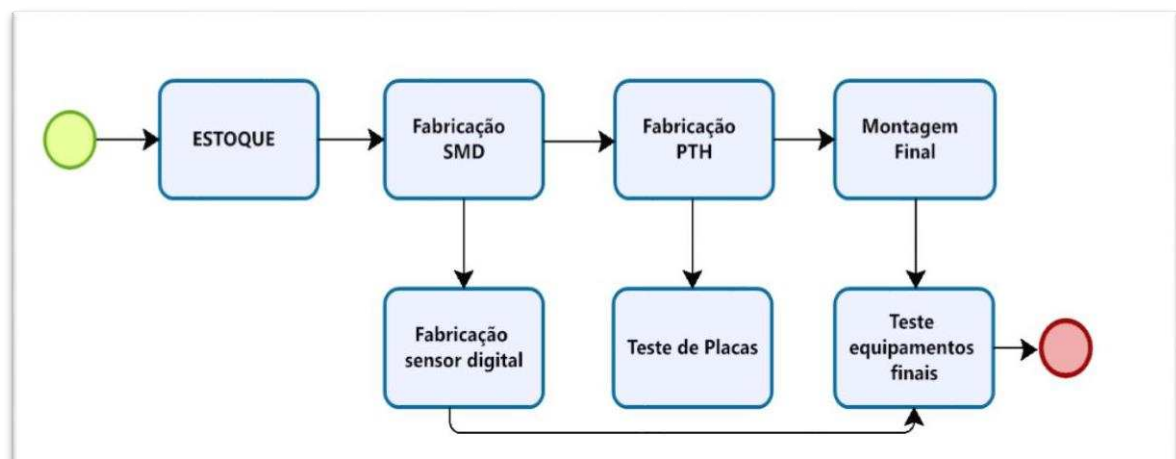 ESTOQUE
Fabricação
SMD
Fabricação
PTH
Montagem
Final
Fabricação
sensor digital
Teste de Placas
Teste
equipamentos
finais